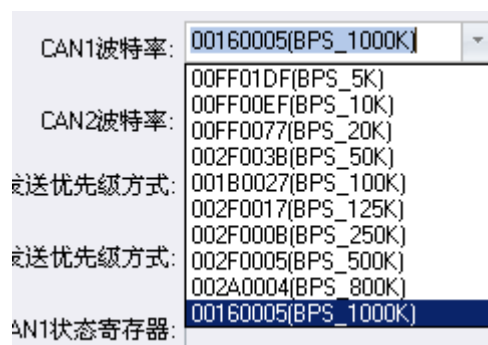 CAN1波特率: 00160005(BPS_1000K)
00FF01DF(BPS_5K)
00FF00EF(BPS_10K)
CAN2波特率: 00FF0077(BPS_20K)
002F003B(BPS_50K)
发送优先级方式: 001B0027(BPS_100K)
002F0017(BPS_125K)
002F000B(BPS_250K)
发送优先级方式: 002F0005(BPS_500K)
002A0004(BPS_800K)
AN1状态寄存器: 00160005(BPS_1000K)